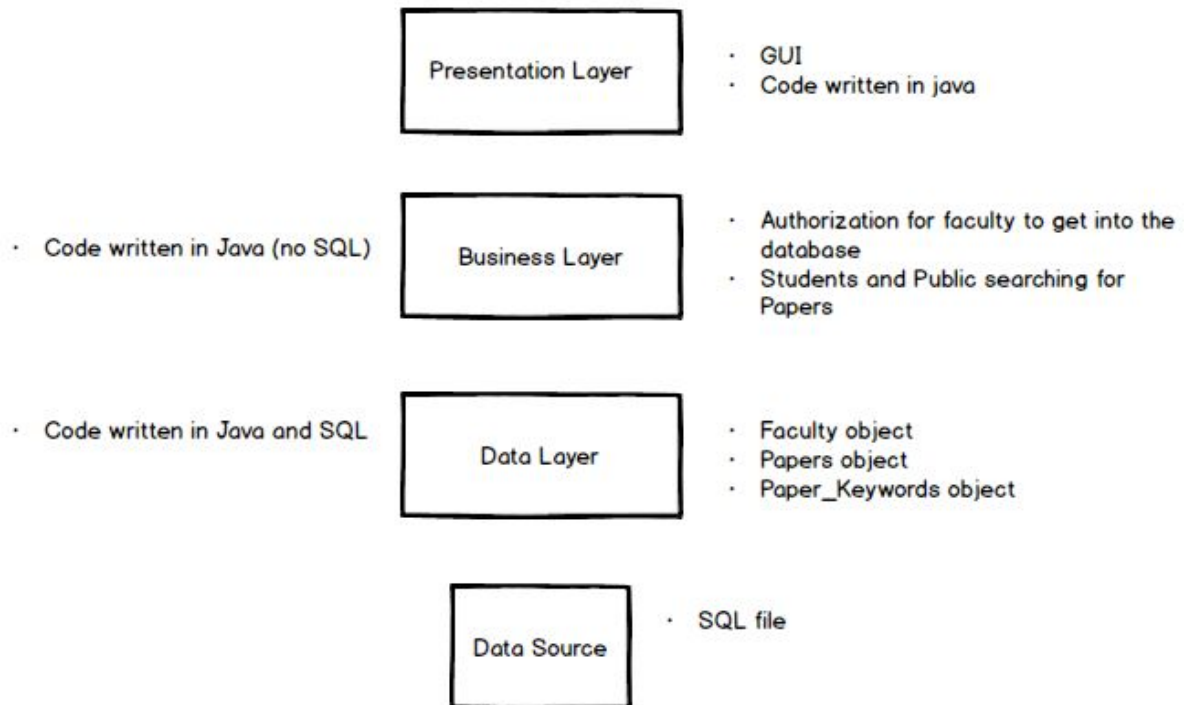 Presentation Layer
· GUI
· Code written in java
· Code written in Java (no SQL)
Business Layer
· Authorization for faculty to get into the
database
· Students and Public searching for
Papers
· Code written in Java and SQL
Data Layer
· Faculty object
· Papers object
· Paper_Keywords object
Data Source
· SQL file